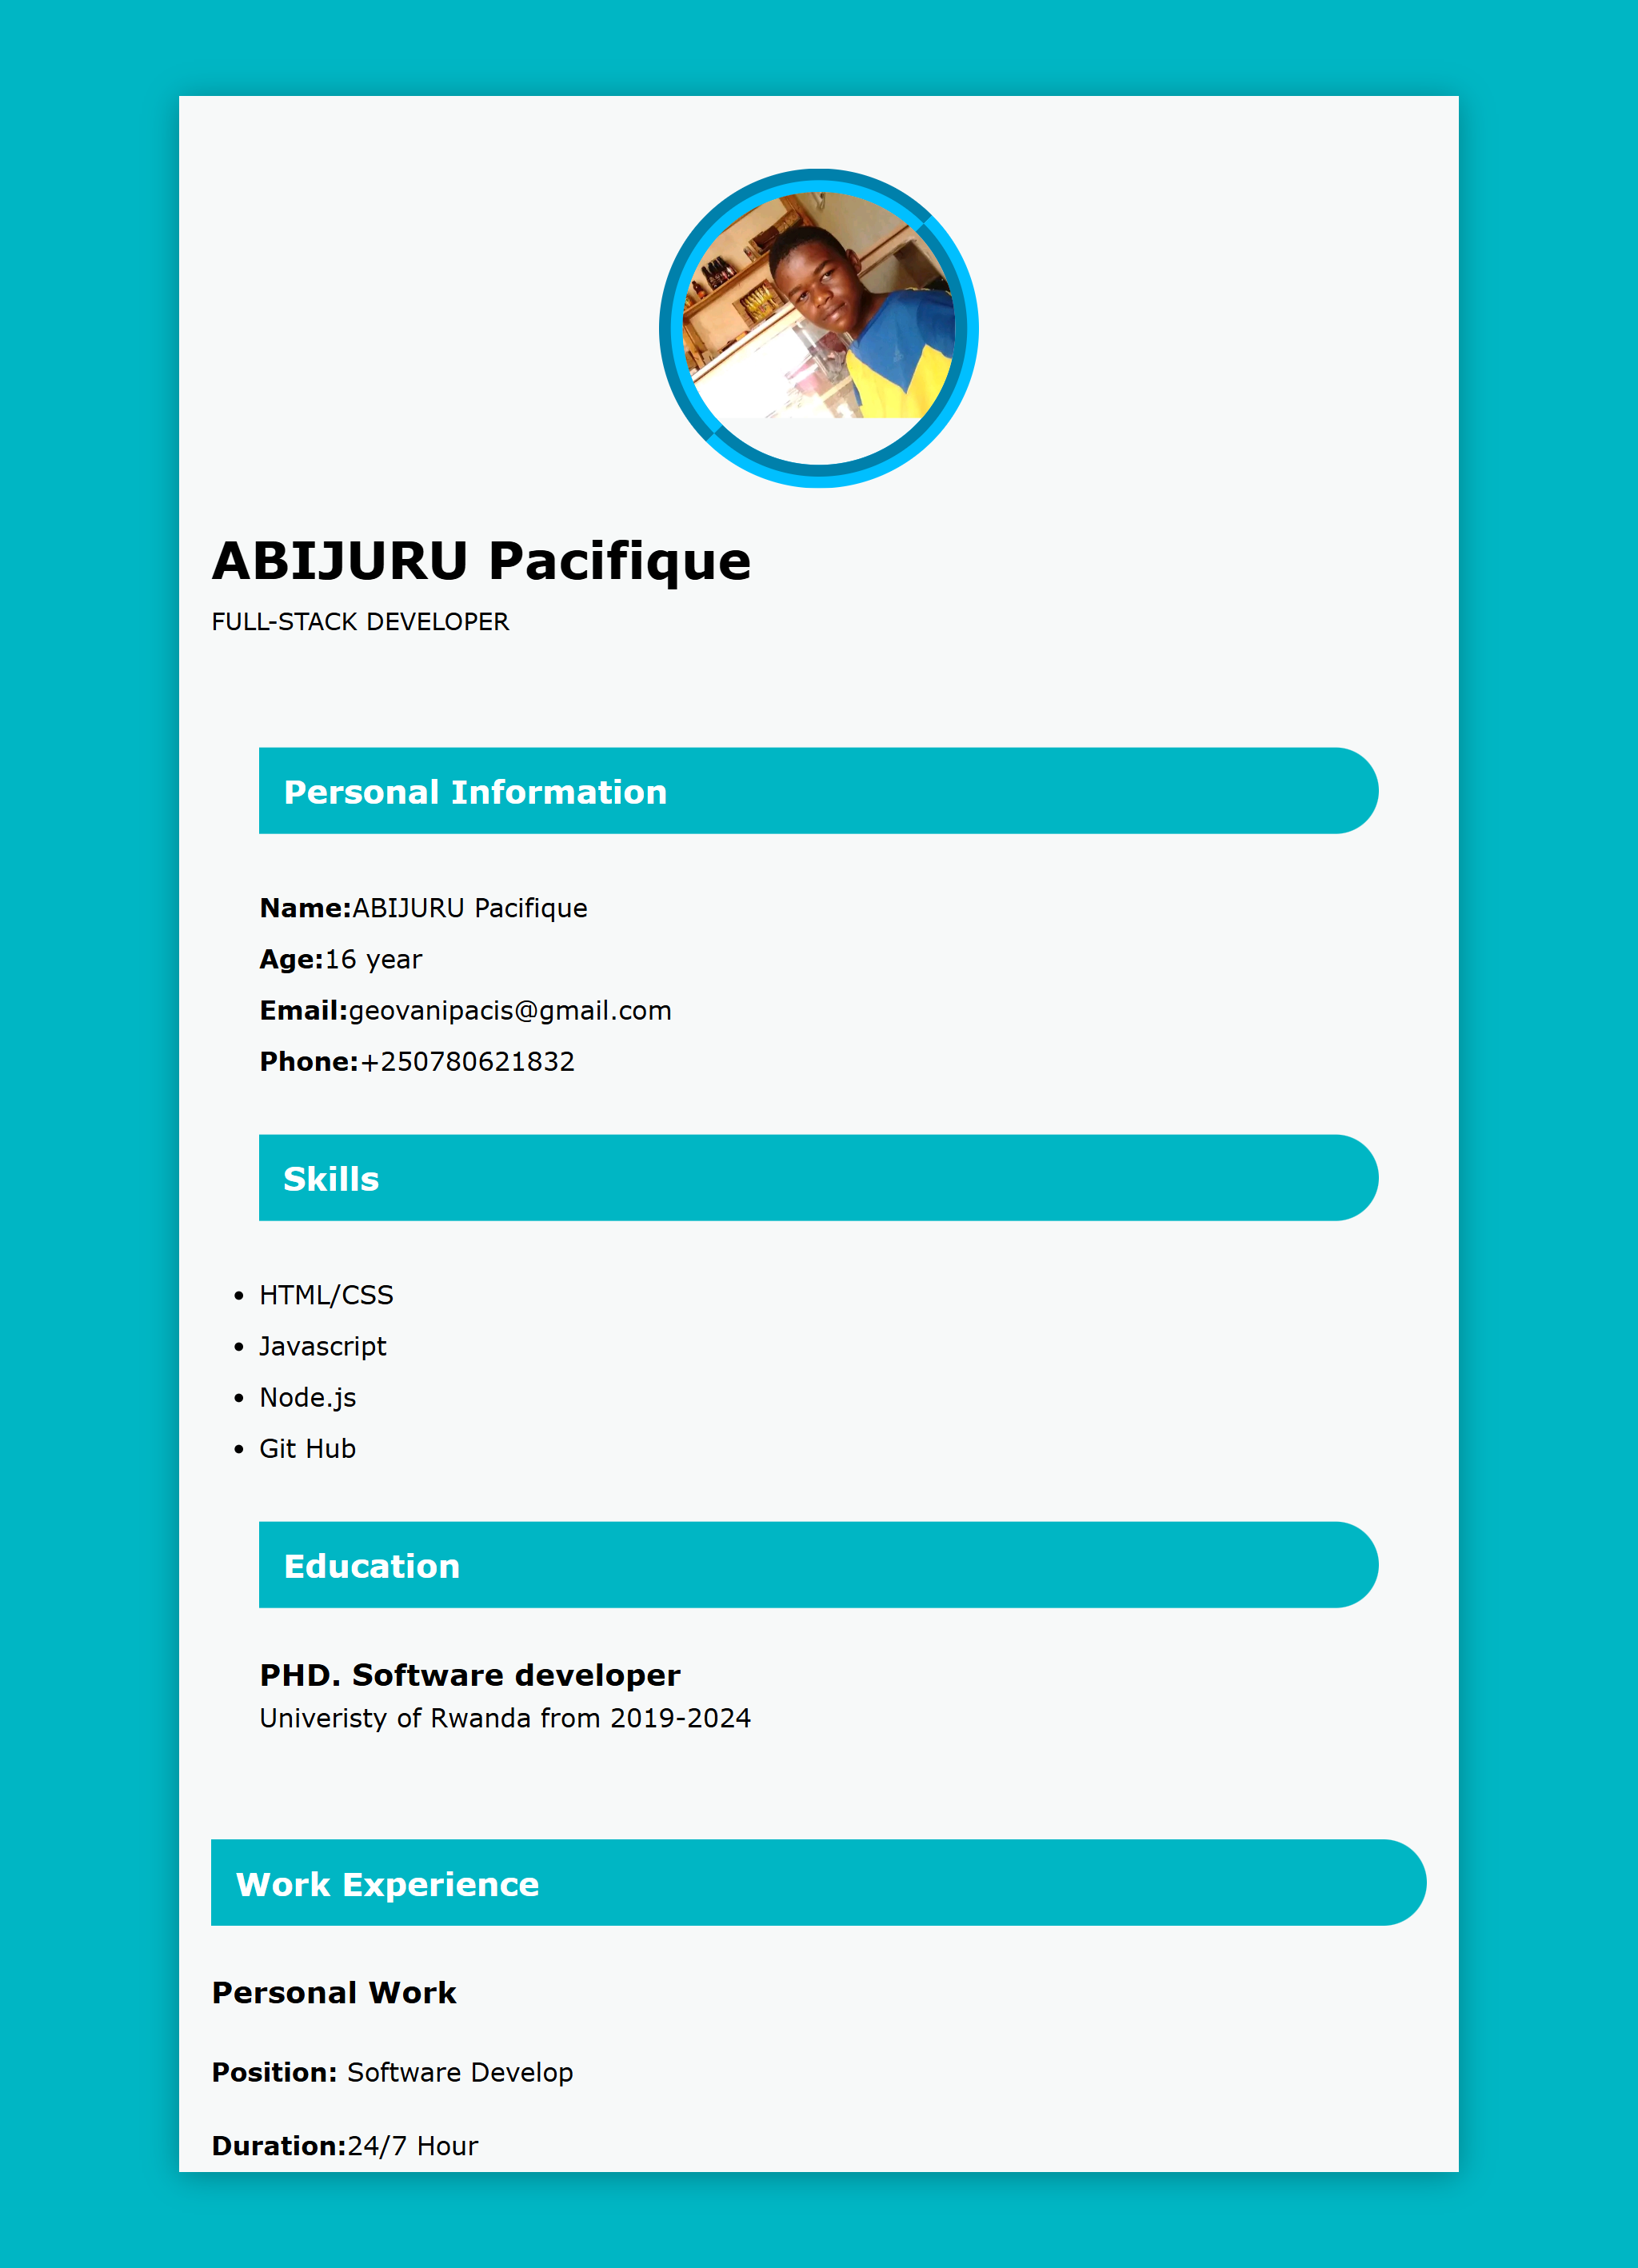 ABIJURU Pacifique
FULL-STACK DEVELOPER
Personal Information
Name:ABIJURU Pacifique
Age:16 year
Email:geovanipacis@gmail.com
Phone:+250780621832
Skills
• HTML/CSS
• Javascript
• Node.js
• Git Hub
Education
PHD. Software developer
Univeristy of Rwanda from 2019-2024
Work Experience
Personal Work
Position: Software Develop
Duration:24/7 Hour